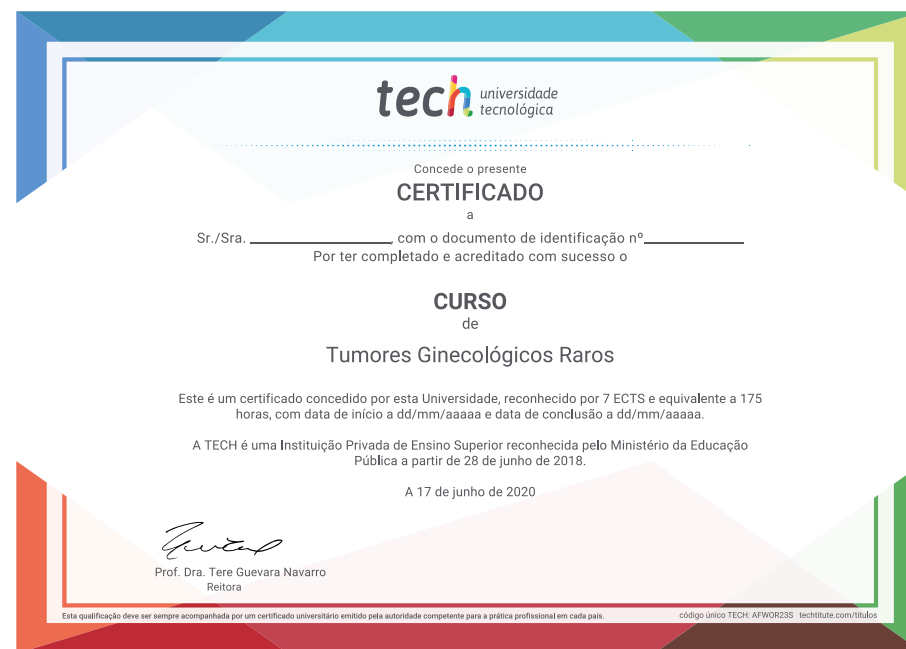 tech universidade
tecnológica
Concede o presente
CERTIFICADO
a
Sr./Sra. ________________, com o documento de identificação nº____________
Por ter completado e acreditado com sucesso o
CURSO
de
Tumores Ginecológicos Raros
Este é um certificado concedido por esta Universidade, reconhecido por 7 ECTS e equivalente a 175
horas, com data de início a dd/mm/aaaaa e data de conclusão a dd/mm/aaaaa.
A TECH é uma Instituição Privada de Ensino Superior reconhecida pelo Ministério da Educação
Pública a partir de 28 de junho de 2018.
A 17 de junho de 2020
Prof. Dra. Tere Guevara Navarro
Reitora
Esta qualificação deve ser sempre acompanhada por um certificado universitário emitido pela autoridade competente para a prática profissional em cada país.
código único TECH: AFWOR23S techtitute.com/titulos